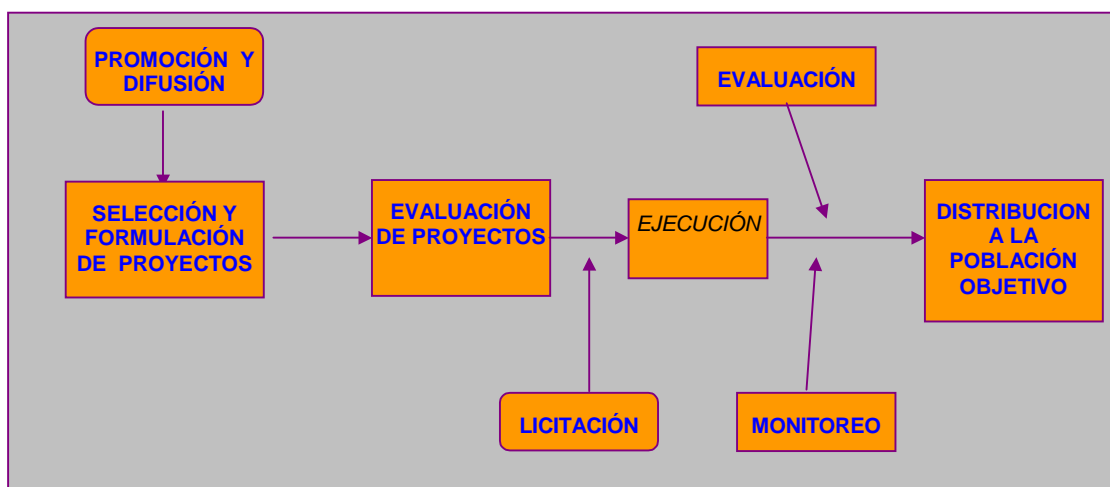 PROMOCIÓN Y
DIFUSIÓN
EVALUACIÓN
SELECCIÓN Y
FORMULACIÓN
DE PROYECTOS
EVALUACIÓN
DE PROYECTOS
EJECUCIÓN
DISTRIBUCION
A LA
POBLACIÓN
OBJETIVO
LICITACIÓN
MONITOREO